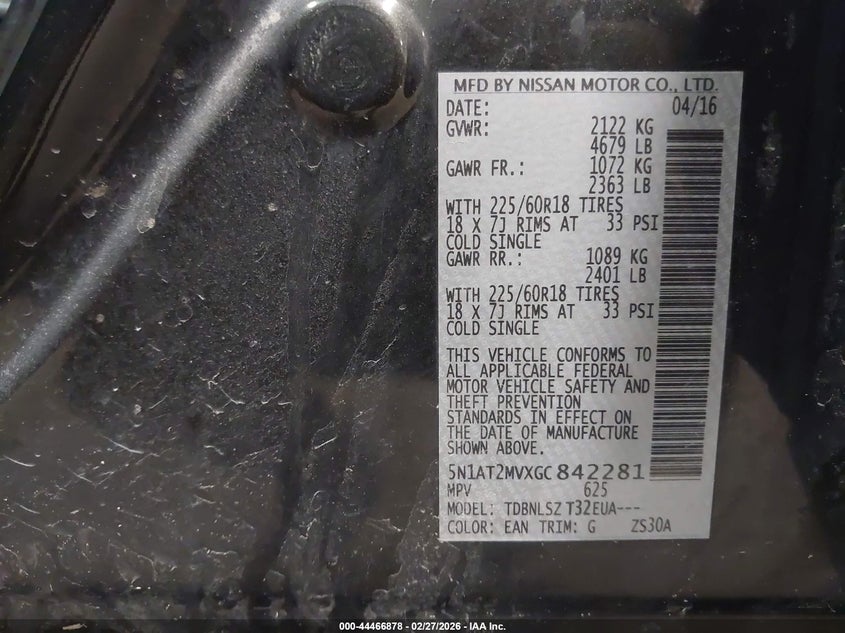 MFD BY NISSAN MOTOR CO., LTD.
DATE: 04/16
GVWR: 2122 KG
4679 LB
GAWR FR.: 1072 KG
2363 LB
WITH 225/60R18 TIRES
18 X 7J RIMS AT 33 PSI
COLD SINGLE
GAWR RR.: 1089 KG
2401 LB
WITH 225/60R18 TIRES
18 X 7J RIMS AT 33 PSI
COLD SINGLE
THIS VEHICLE CONFORMS TO
ALL APPLICABLE FEDERAL
MOTOR VEHICLE SAFETY AND
THEFT PREVENTION
STANDARDS IN EFFECT ON
THE DATE OF MANUFACTURE
SHOWN ABOVE.
5N1AT2MVXGC842281
MPV 625
MODEL: TDBNLSZ T32EUA---
COLOR: EAN TRIM: G ZS30A
000-44466878 - 02/27/2026 - IAA Inc.